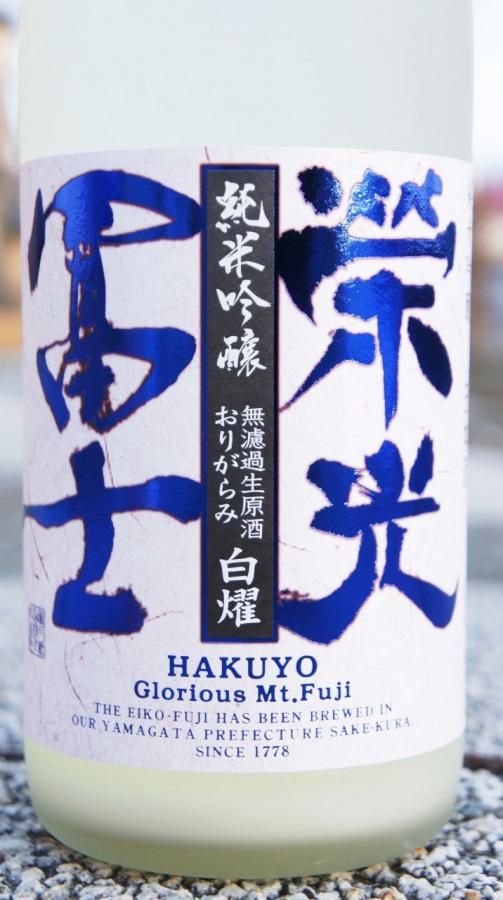 榮光
冨士
純米吟醸
無濾過生原酒
おりがらみ
白燿
HAKUYO
Glorious Mt.Fuji
THE EIKO-FUJI HAS BEEN BREWED IN
OUR YAMAGATA PREFECTURE SAKE-KURA
SINCE 1778